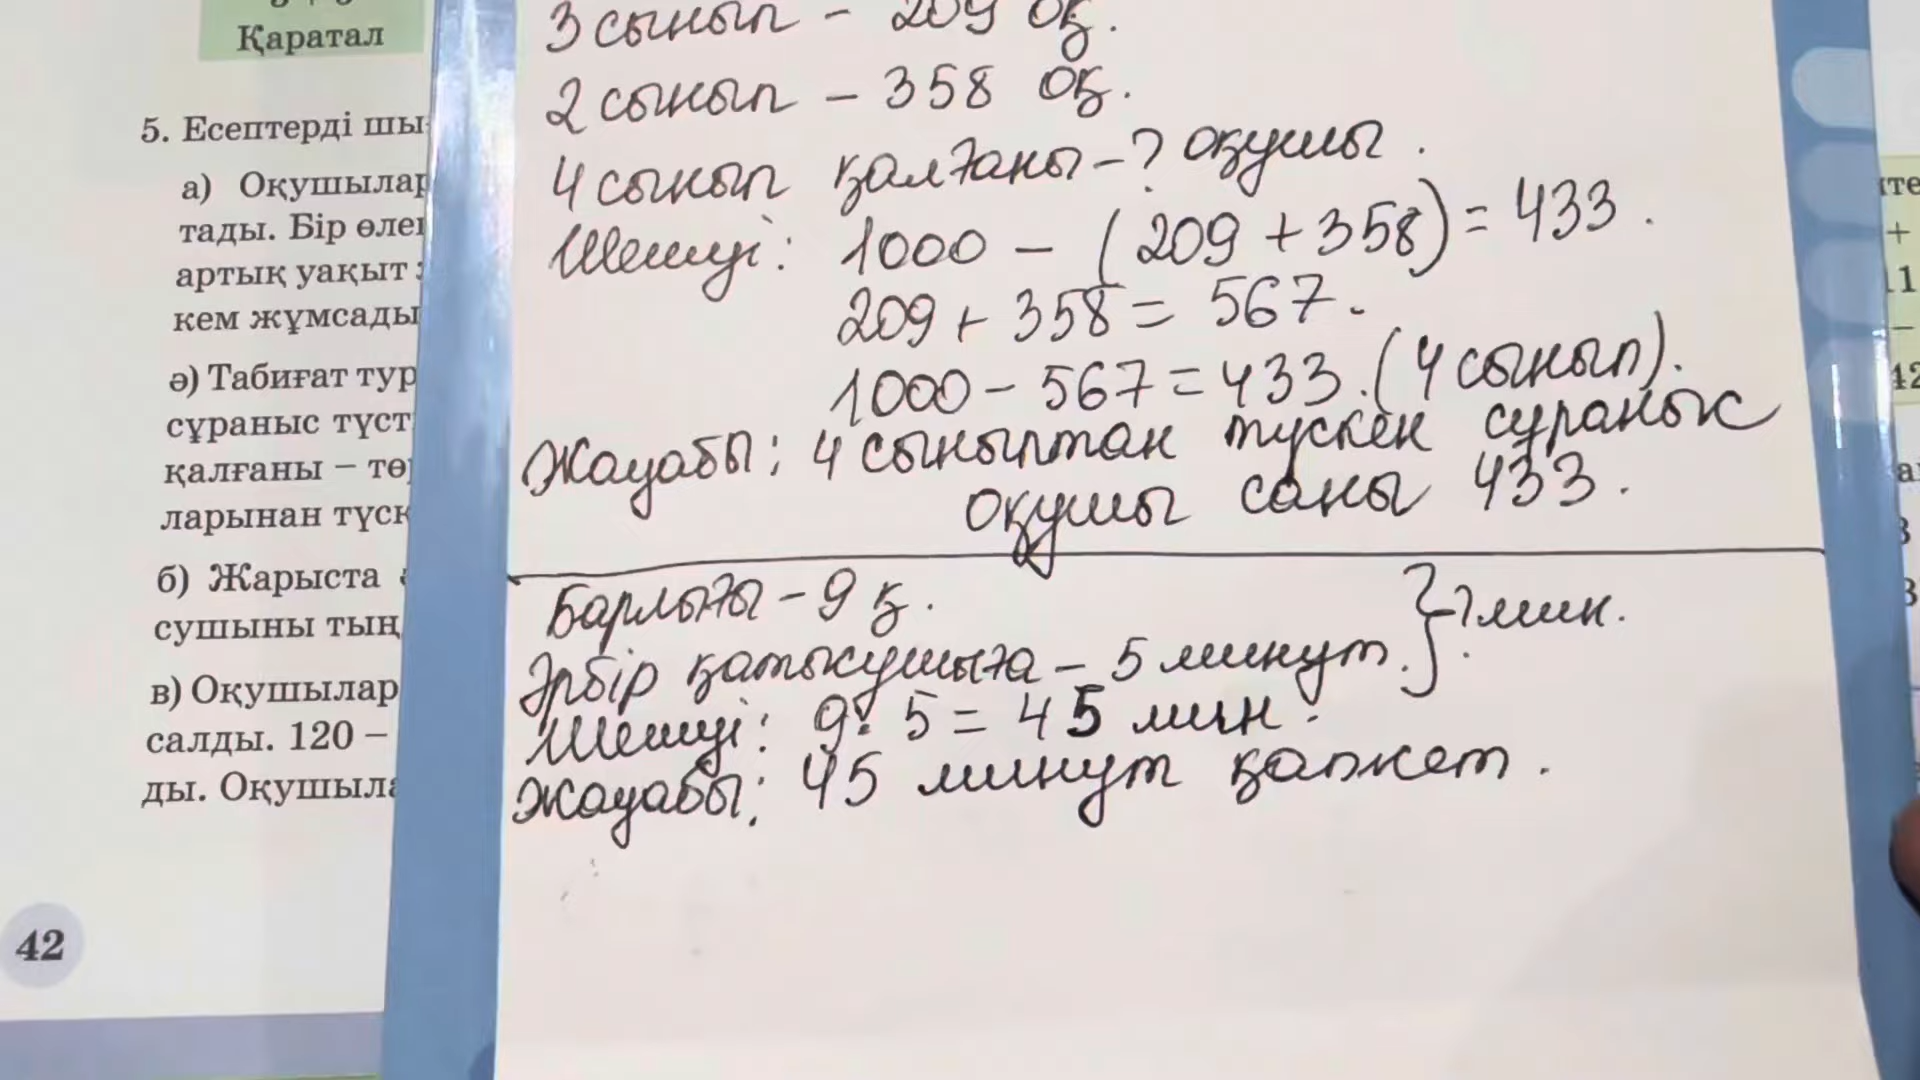 Қаратал
5. Есептерді шы
а) Оқушылар
тады. Бір өлең
артық уақыт
кем жұмсады
ә) Табиғат тур
сұраныс түсті
қалғаны – төр
ларынан түск
б) Жарыста
сушыны тың
в) Оқушылар
салды. 120 –
ды. Оқушыла
42
3 сынып - 209 оқ.
2 сынып - 358 оқ.
4 сынып қалғаны - ? оқушы.
Шешуі: 1000 - (209 + 358) = 433.
209 + 358 = 567.
1000 - 567 = 433. (4 сынып).
Жауабы: 4 сыныптан түскен сұраныс
оқушы саны 433.
Барлығы - 9 қ.
Әрбір қатысушыға - 5 минут. } ? мин.
Шешуі: 9 · 5 = 45 мин.
Жауабы: 45 минут қажет.